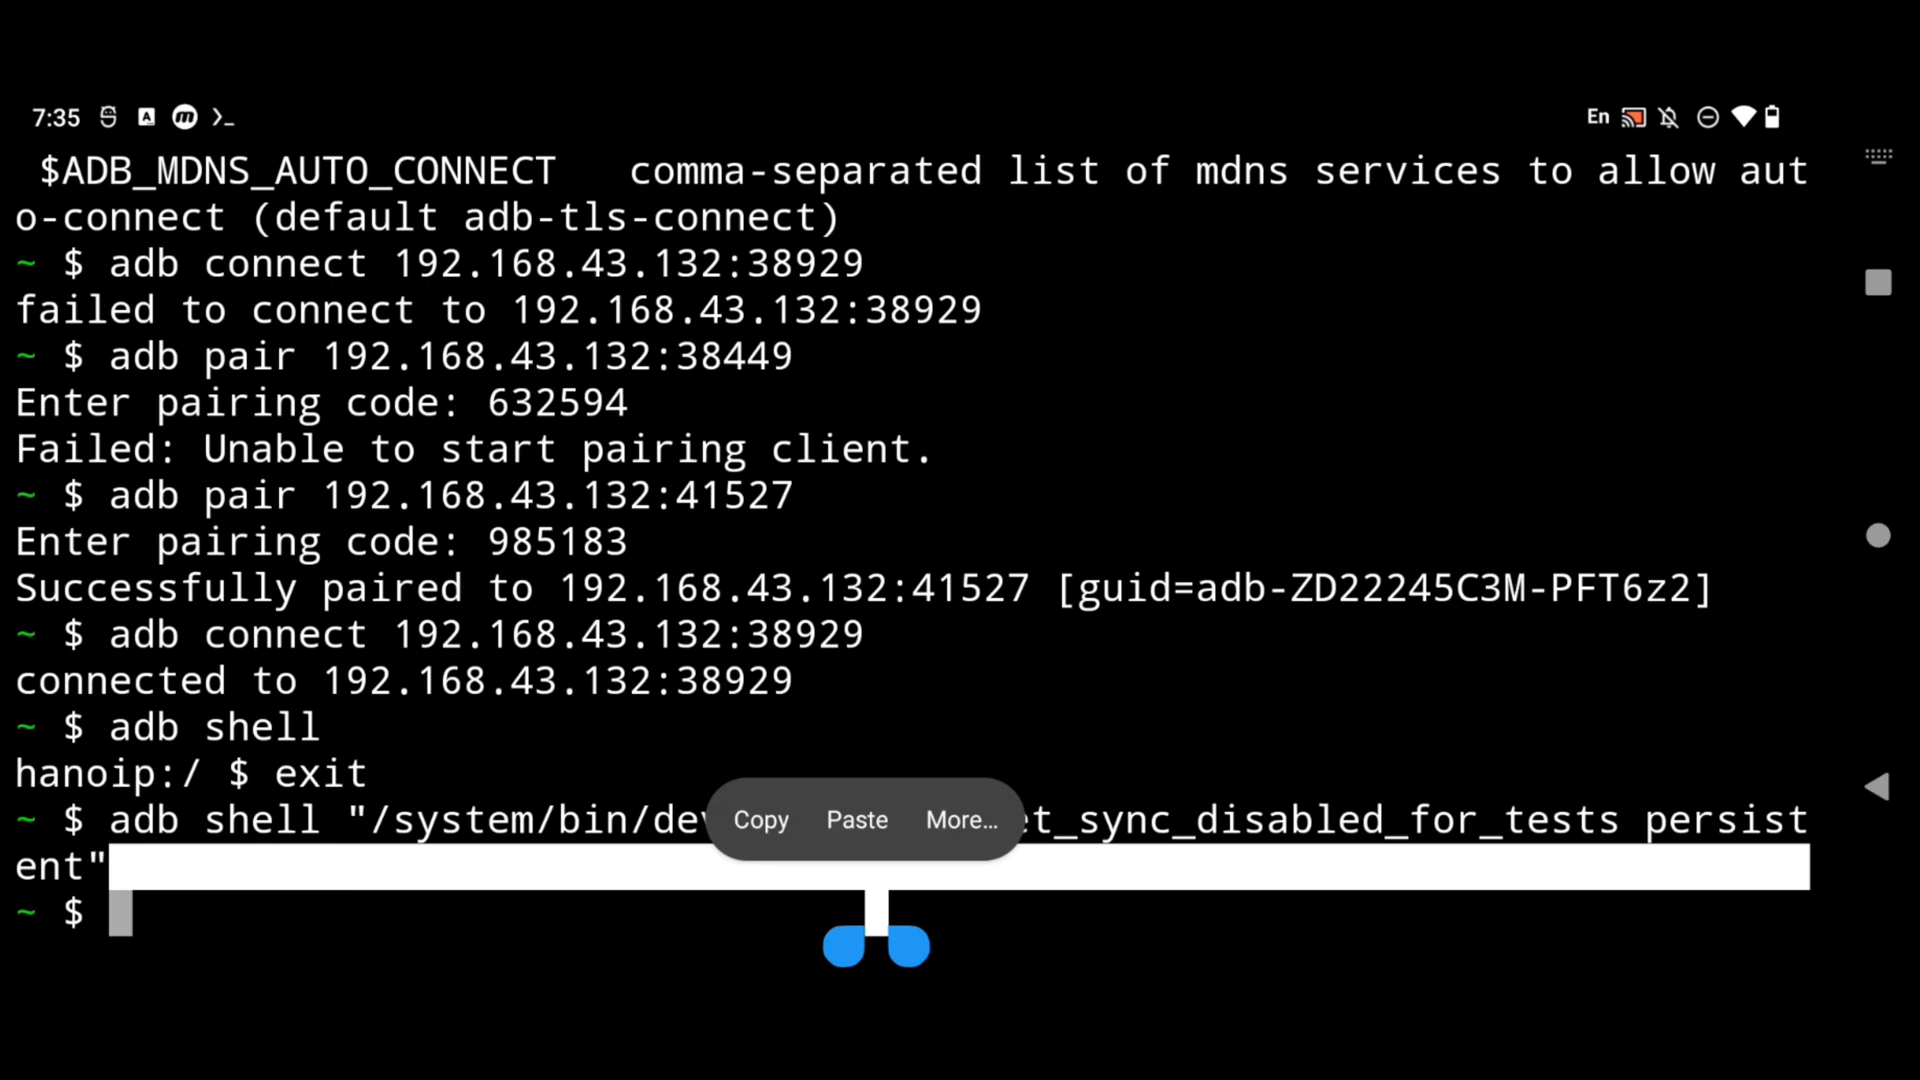 7:35
En
$ADB_MDNS_AUTO_CONNECT   comma-separated list of mdns services to allow aut
o-connect (default adb-tls-connect)
~ $ adb connect 192.168.43.132:38929
failed to connect to 192.168.43.132:38929
~ $ adb pair 192.168.43.132:38449
Enter pairing code: 632594
Failed: Unable to start pairing client.
~ $ adb pair 192.168.43.132:41527
Enter pairing code: 985183
Successfully paired to 192.168.43.132:41527 [guid=adb-ZD22245C3M-PFT6z2]
~ $ adb connect 192.168.43.132:38929
connected to 192.168.43.132:38929
~ $ adb shell
hanoip:/ $ exit
~ $ adb shell "/system/bin/de t_sync_disabled_for_tests persist
Copy Paste More...
ent"
~ $